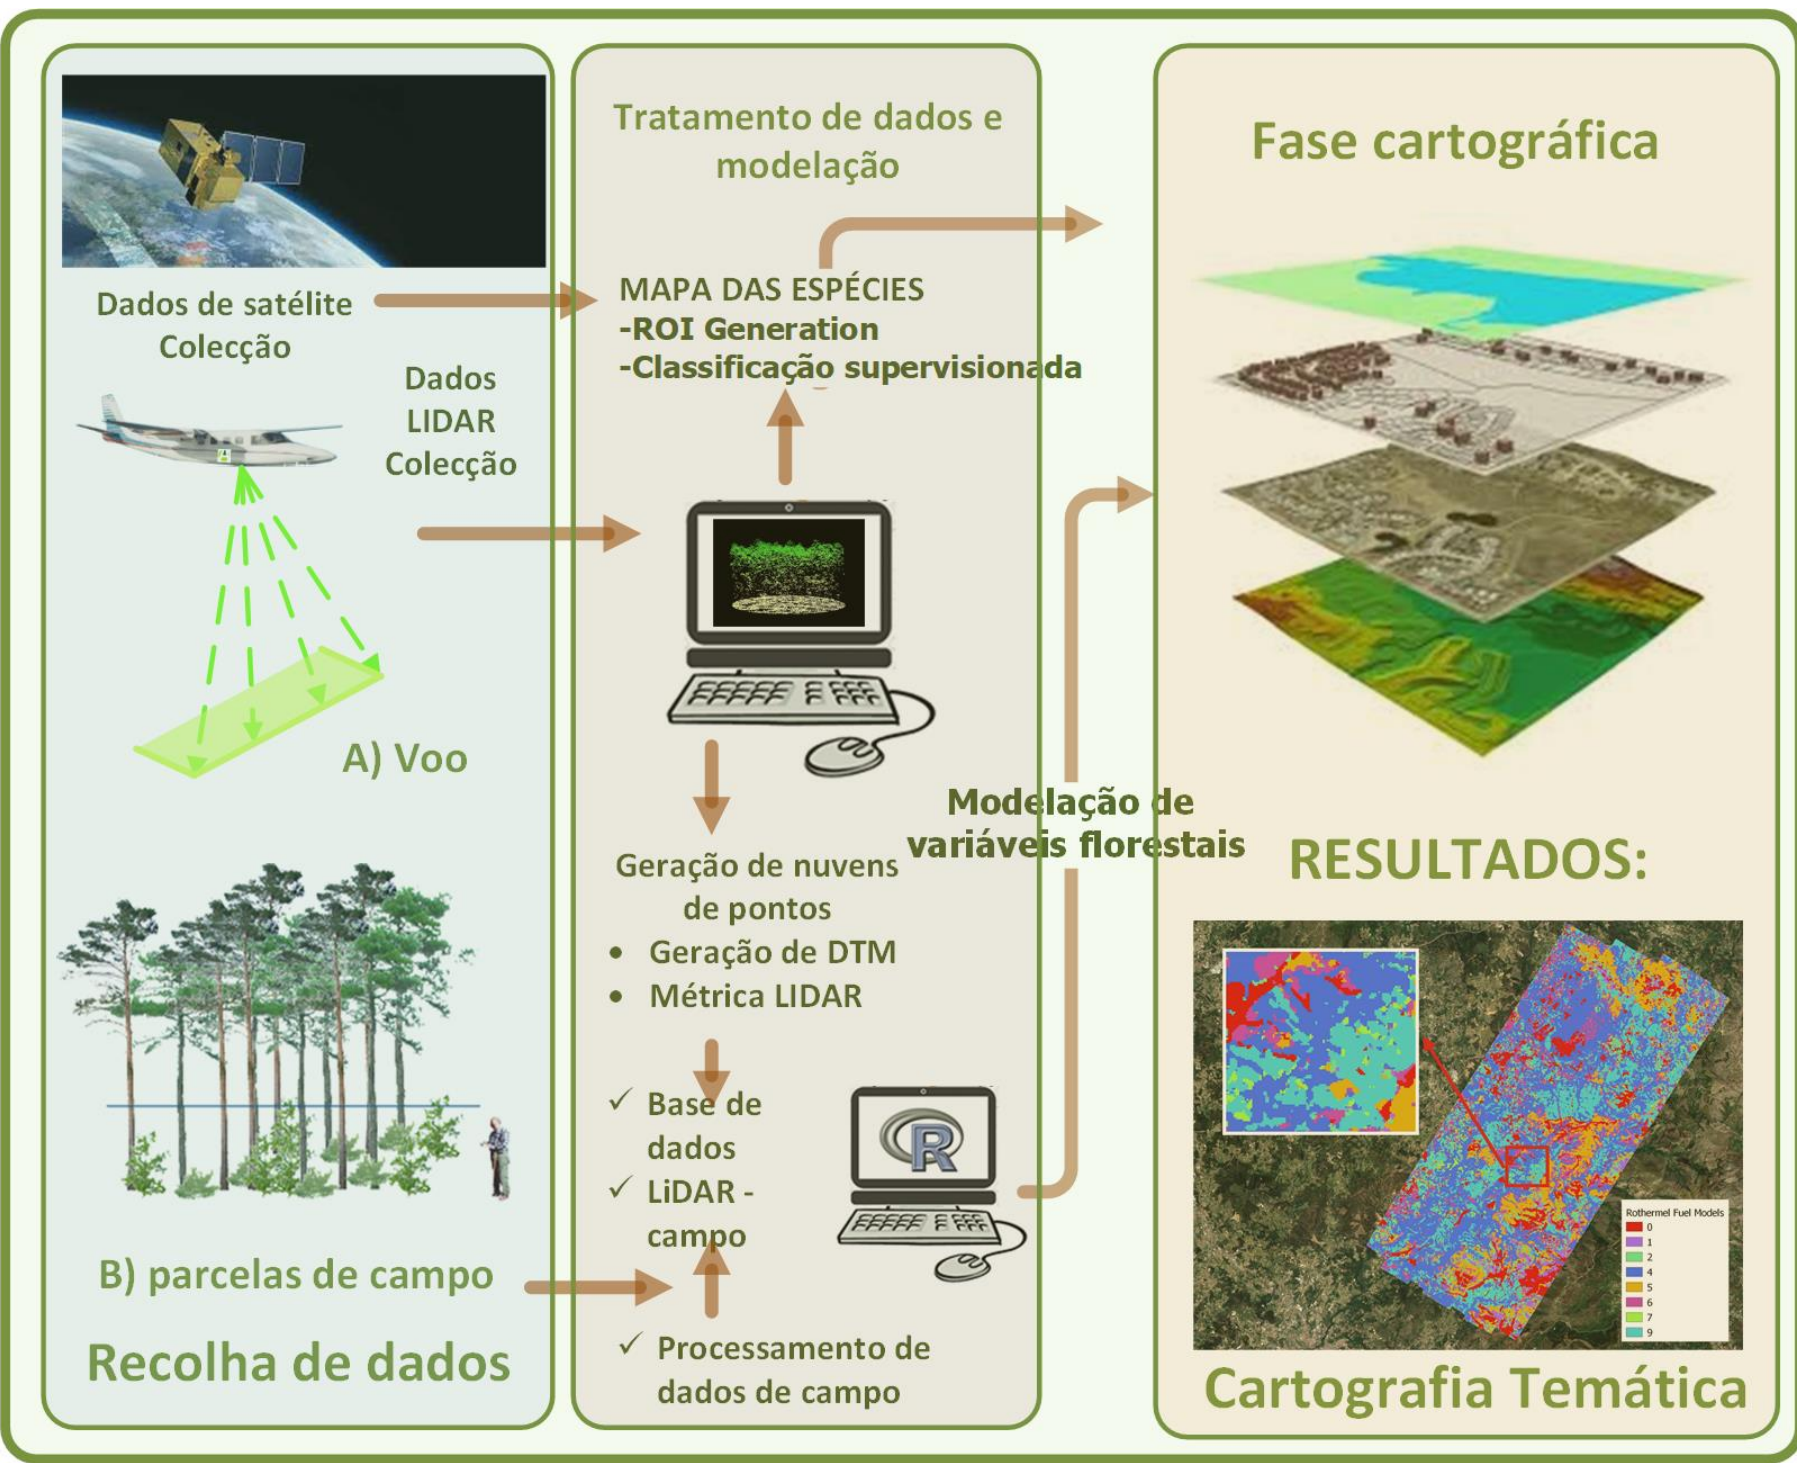 Dados de satélite
Colecção
Dados
LIDAR
Colecção
A) Voo
B) parcelas de campo
Recolha de dados
Tratamento de dados e
modelação
MAPA DAS ESPÉCIES
-ROI Generation
-Classificação supervisionada
Geração de nuvens
de pontos
• Geração de DTM
• Métrica LIDAR
✓ Base de
dados
✓ LiDAR -
campo
R
✓ Processamento de
dados de campo
Modelação de
variáveis florestais
Fase cartográfica
RESULTADOS:
Rothermel Fuel Models
0
1
2
4
5
6
7
9
Cartografia Temática